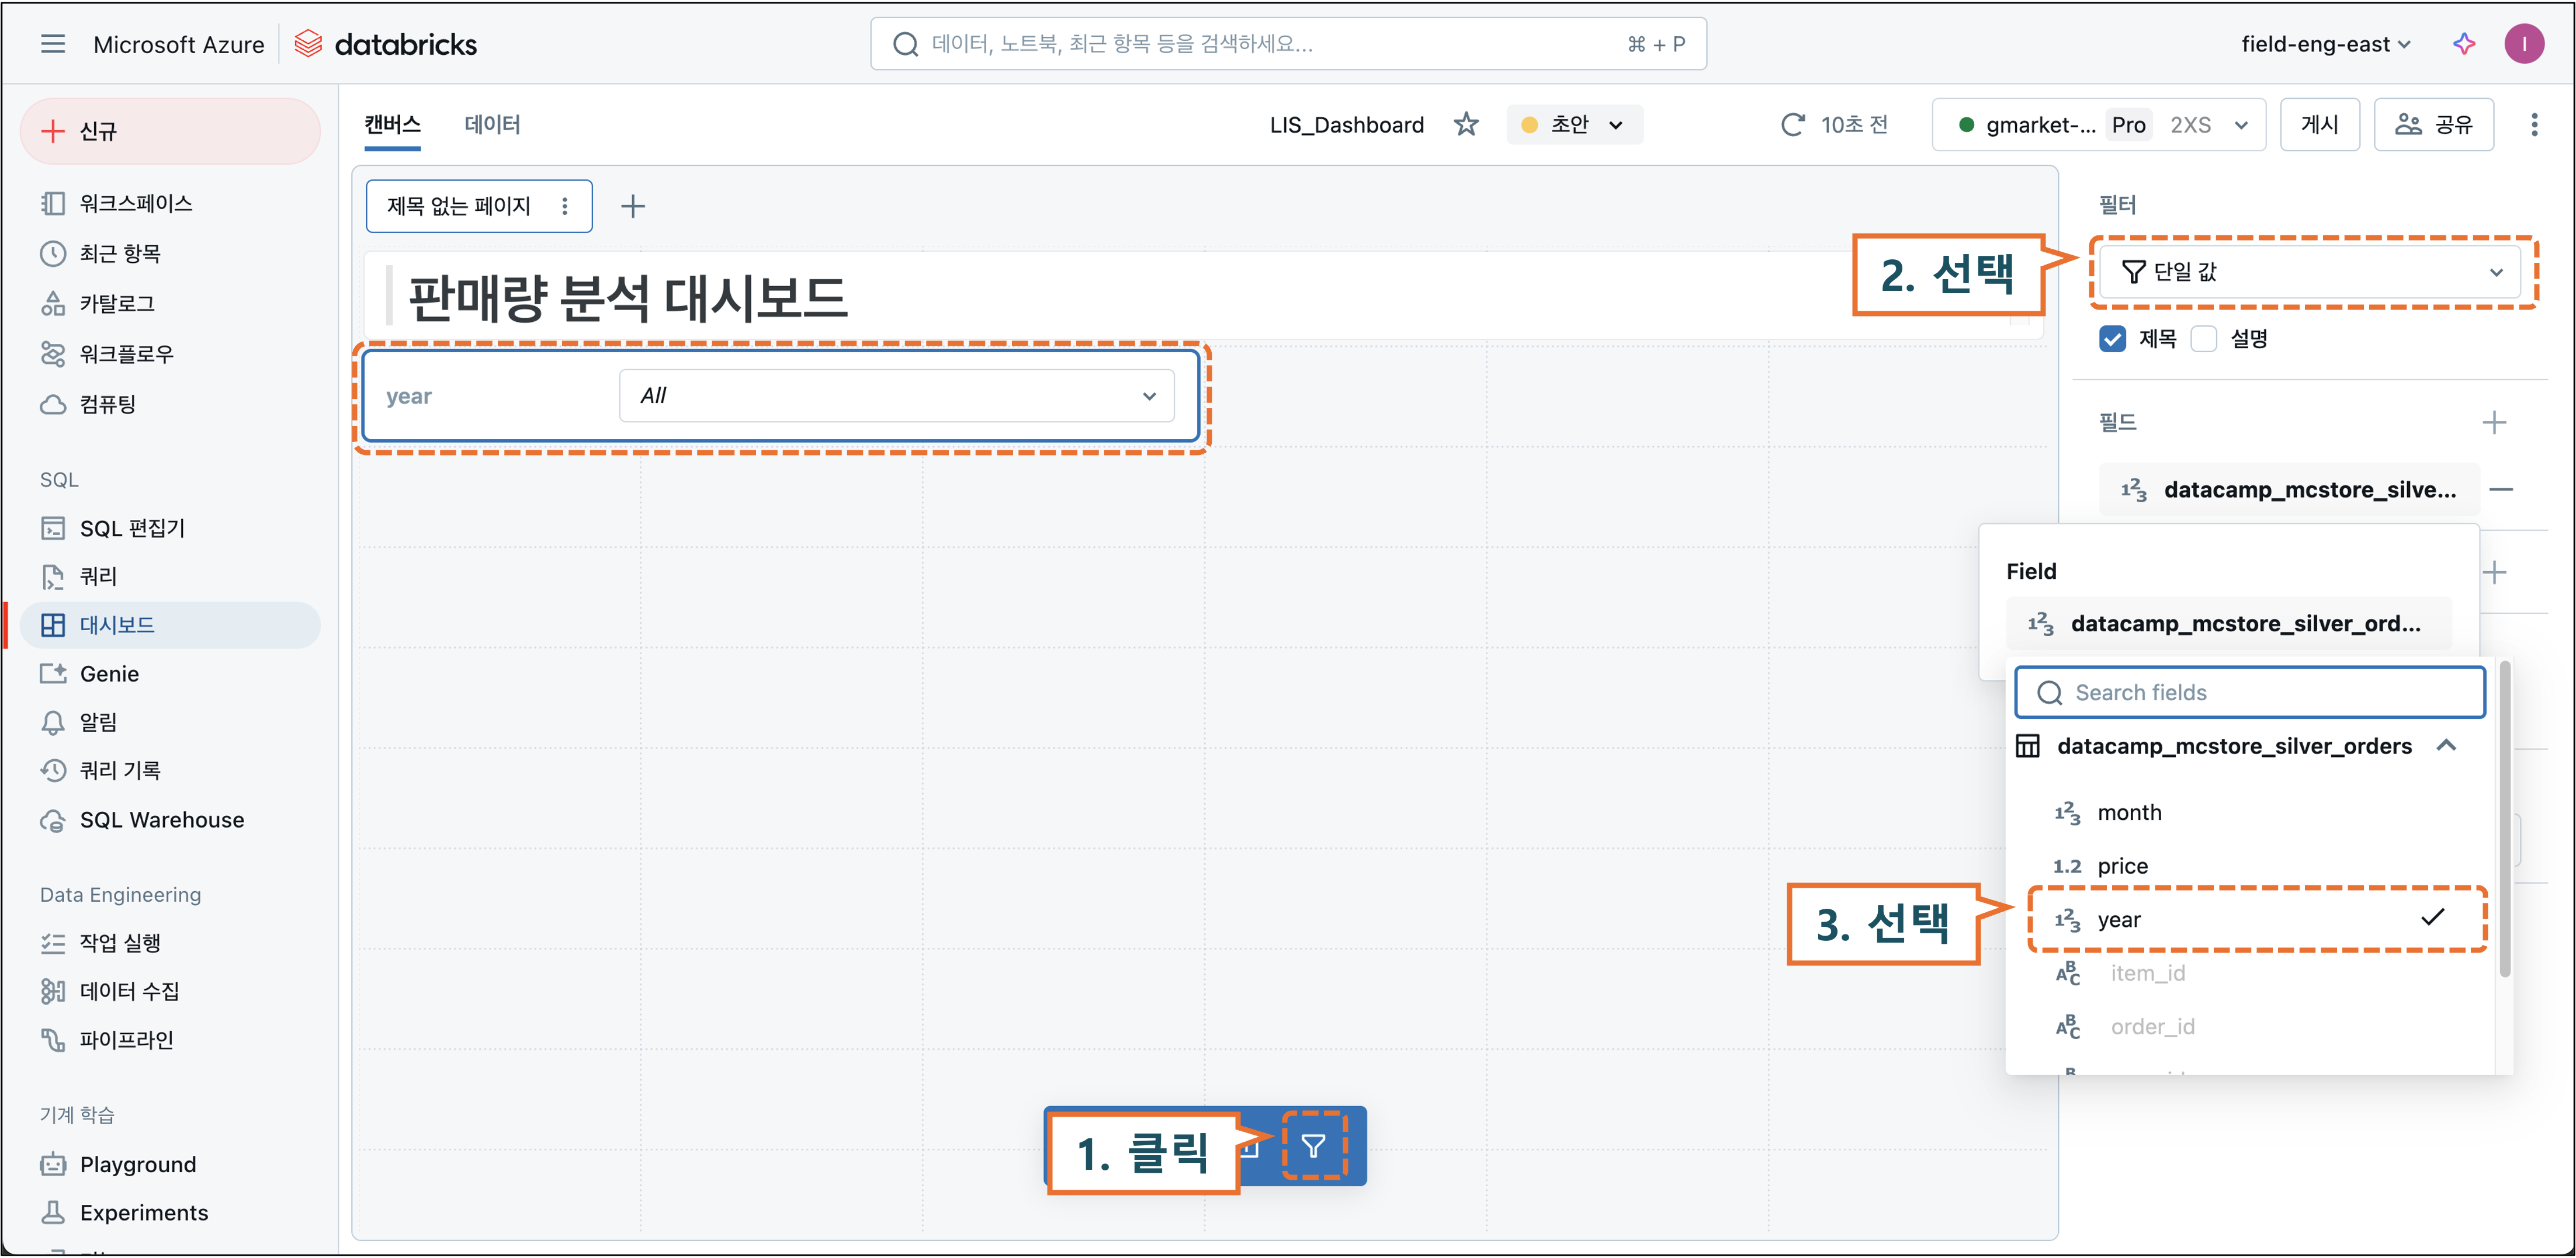 Microsoft Azure
databricks
데이터, 노트북, 최근 항목 등을 검색하세요...
⌘ + P
field-eng-east
I
신규
워크스페이스
최근 항목
카탈로그
워크플로우
컴퓨팅
SQL
SQL 편집기
쿼리
대시보드
Genie
알림
쿼리 기록
SQL Warehouse
Data Engineering
작업 실행
데이터 수집
파이프라인
기계 학습
Playground
Experiments
캔버스
데이터
LIS_Dashboard
초안
10초 전
gmarket-... Pro 2XS
게시
공유
제목 없는 페이지
판매량 분석 대시보드
year
All
1. 클릭
필터
2. 선택
단일 값
제목
설명
필드
123 datacamp_mcstore_silve...
Field
123 datacamp_mcstore_silver_ord...
Search fields
datacamp_mcstore_silver_orders
123 month
1.2 price
3. 선택
123 year
ABC item_id
ABC order_id